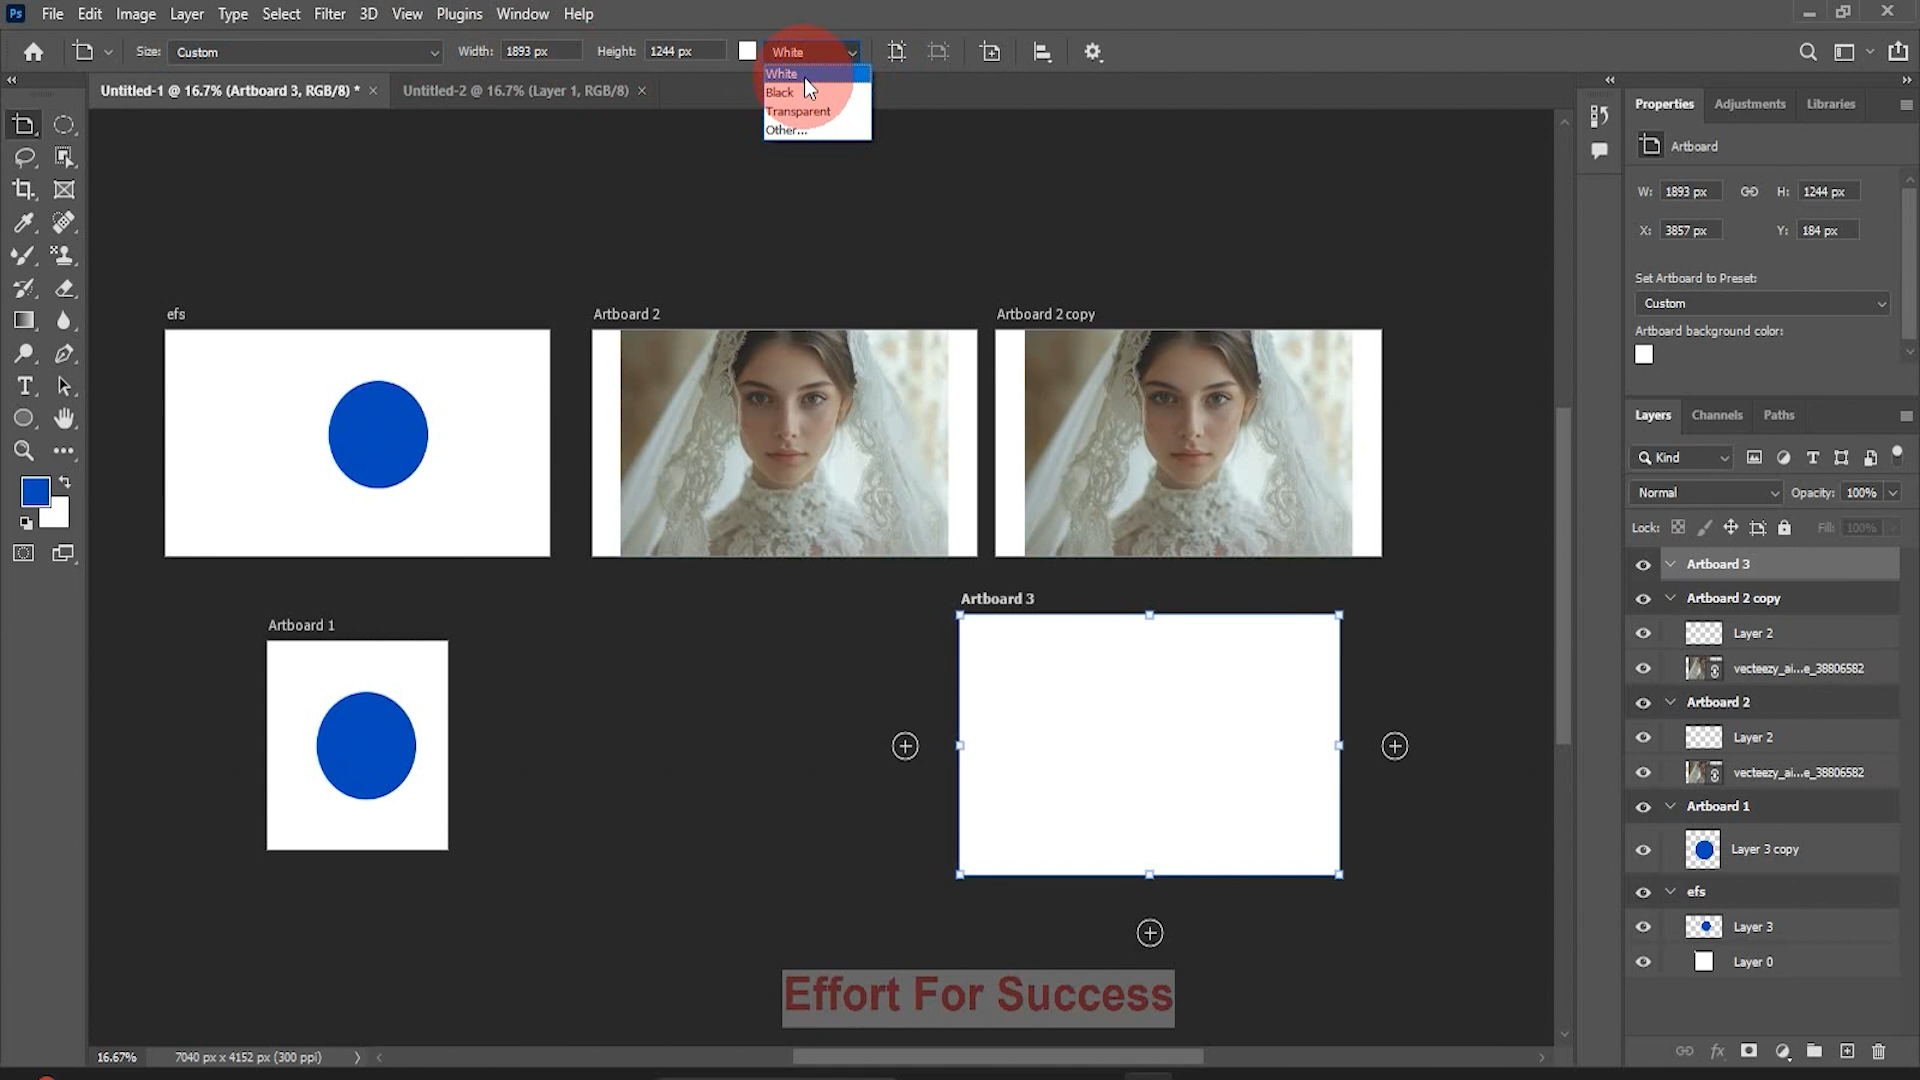 Ps File Edit Image Layer Type Select Filter 3D View Plugins Window Help
Size: Custom Width: 1893 px Height: 1244 px White
White
Black
Transparent
Other...
Untitled-1 @ 16.7% (Artboard 3, RGB/8) * × Untitled-2 @ 16.7% (Layer 1, RGB/8) ×
Properties Adjustments Libraries
Artboard
W: 1893 px H: 1244 px
X: 3857 px Y: 184 px
Set Artboard to Preset:
Custom
Artboard background color:
efs
Artboard 2
Artboard 2 copy
Artboard 1
Artboard 3
Layers Channels Paths
Kind
Normal Opacity: 100%
Lock: Fill: 100%
Artboard 3
Artboard 2 copy
Layer 2
vecteezy_ai...e_38806582
Artboard 2
Layer 2
vecteezy_ai...e_38806582
Artboard 1
Layer 3 copy
efs
Layer 3
Layer 0
Effort For Success
16.67% 7040 px x 4152 px (300 ppi)